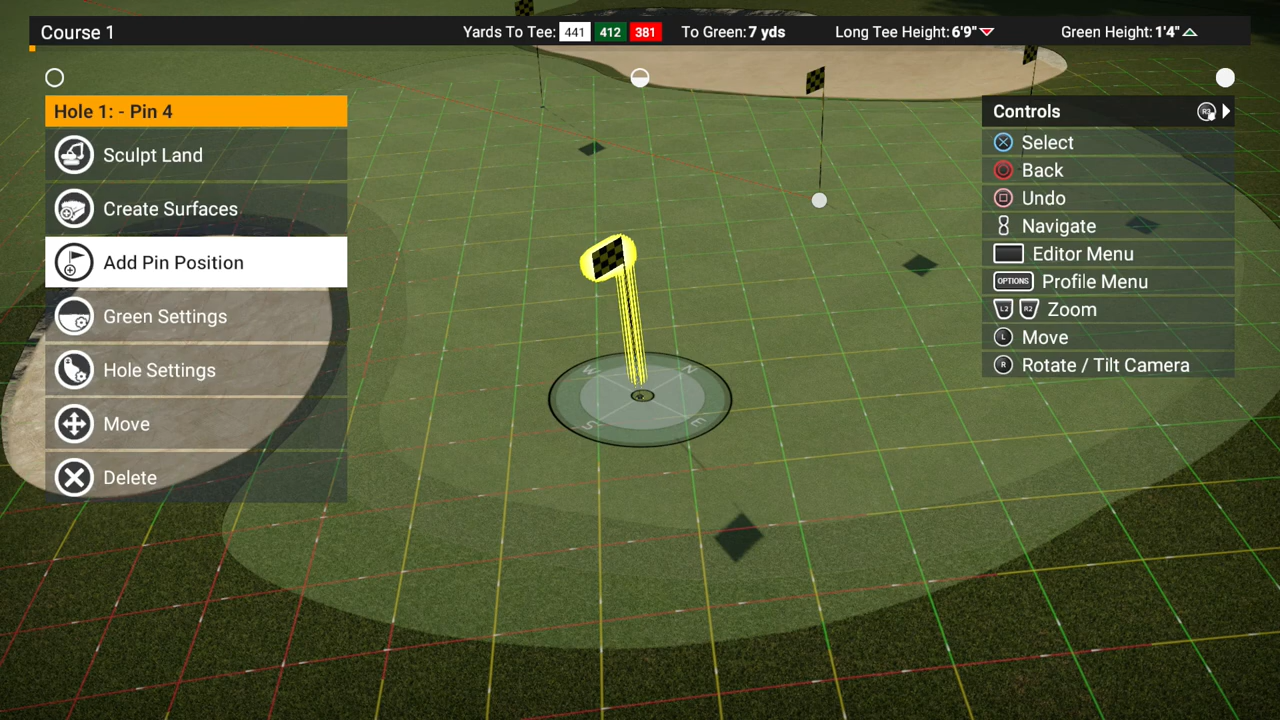 Course 1
Yards To Tee: 441 412 381 To Green: 7 yds Long Tee Height: 6'9" Green Height: 1'4"
Hole 1: - Pin 4
Sculpt Land
Create Surfaces
Add Pin Position
Green Settings
Hole Settings
Move
Delete
Controls R3
Select
Back
Undo
Navigate
Editor Menu
OPTIONS Profile Menu
L2 R2 Zoom
L Move
R Rotate / Tilt Camera
W N
S E